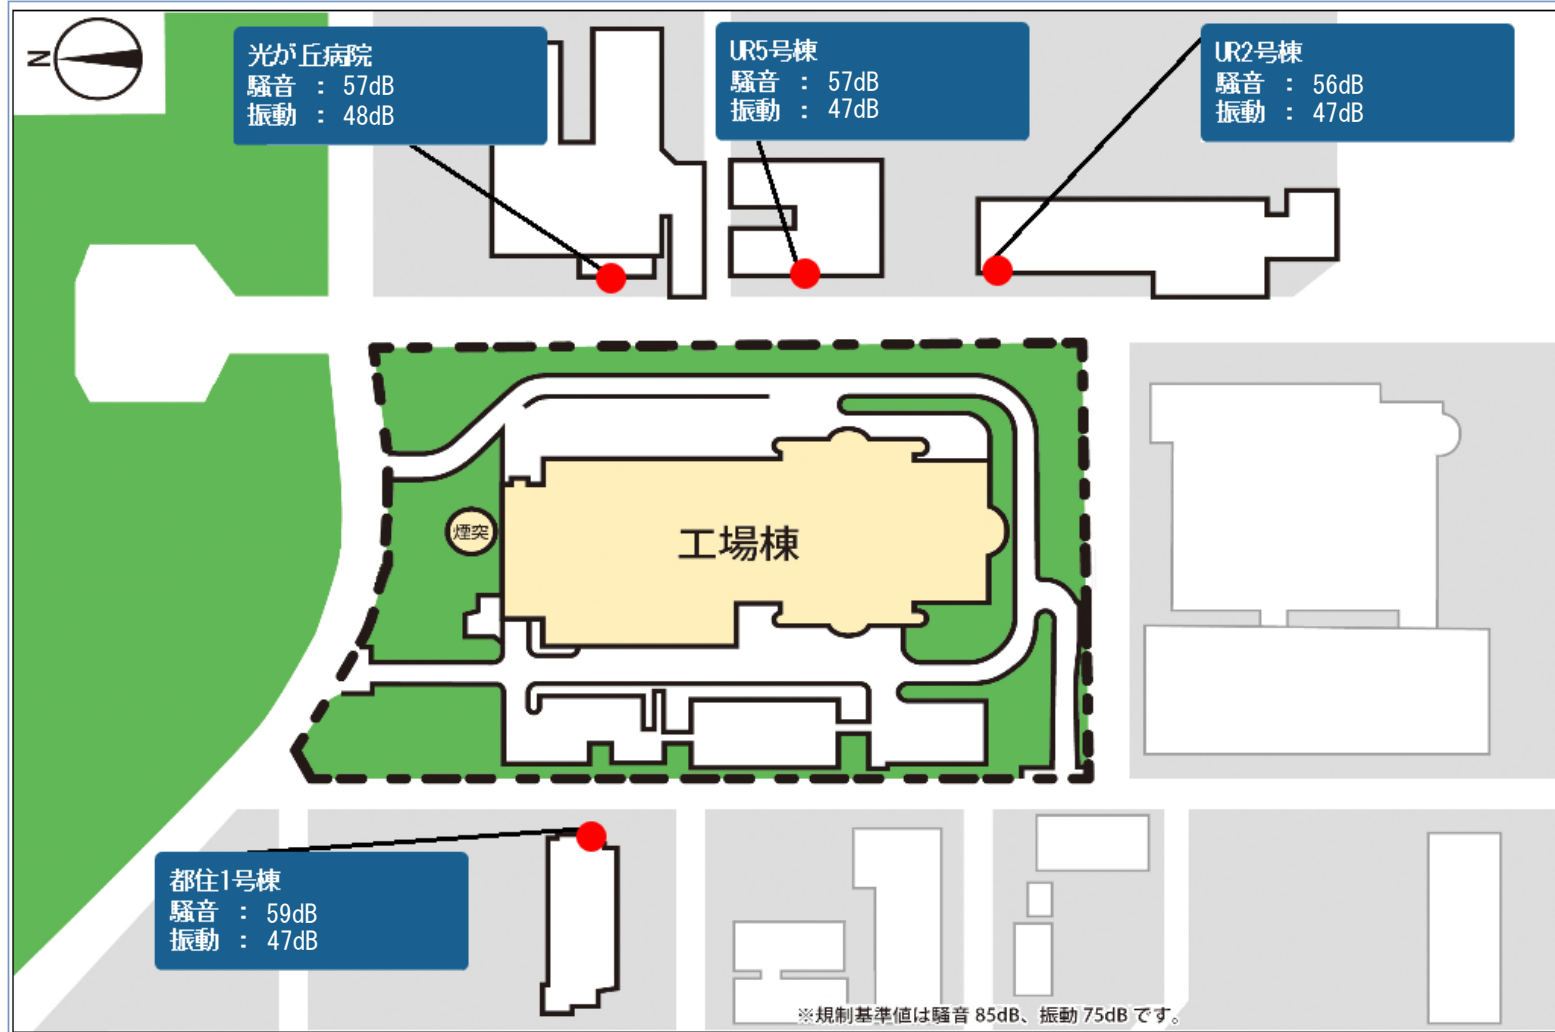 N
光が丘病院
騒音 : 57dB
振動 : 48dB
UR5号棟
騒音 : 57dB
振動 : 47dB
UR2号棟
騒音 : 56dB
振動 : 47dB
煙突
工場棟
都住1号棟
騒音 : 59dB
振動 : 47dB
※規制基準値は騒音 85dB、振動 75dB です。